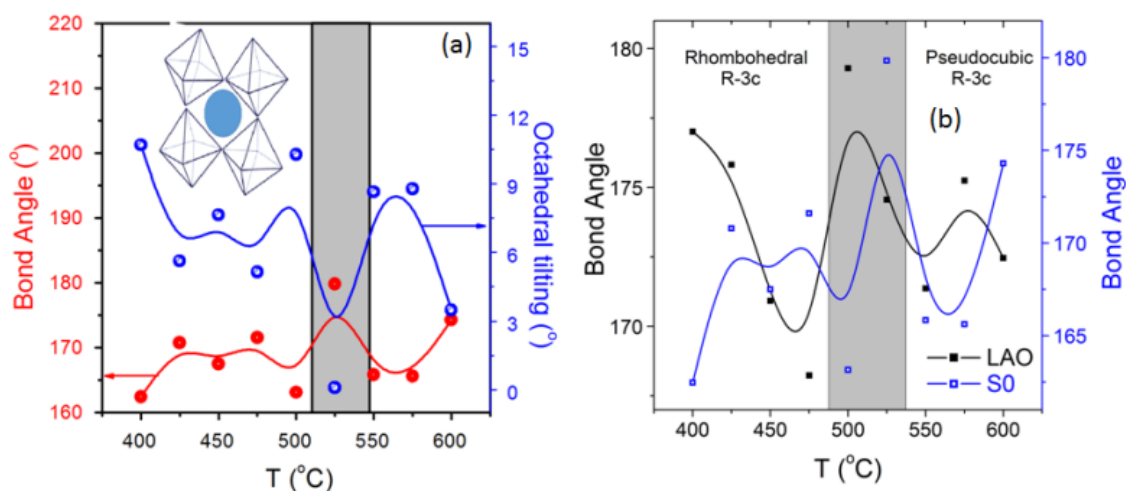 (a)
220
210
200
190
180
170
160
Bond Angle (°)
15
12
9
6
3
0
Octahedral tilting (°)
400 450 500 550 600
T (°C)
(b)
Rhombohedral
R-3c
Pseudocubic
R-3c
180
175
170
Bond Angle
180
175
170
165
Bond Angle
LAO
S0
400 450 500 550 600
T (°C)